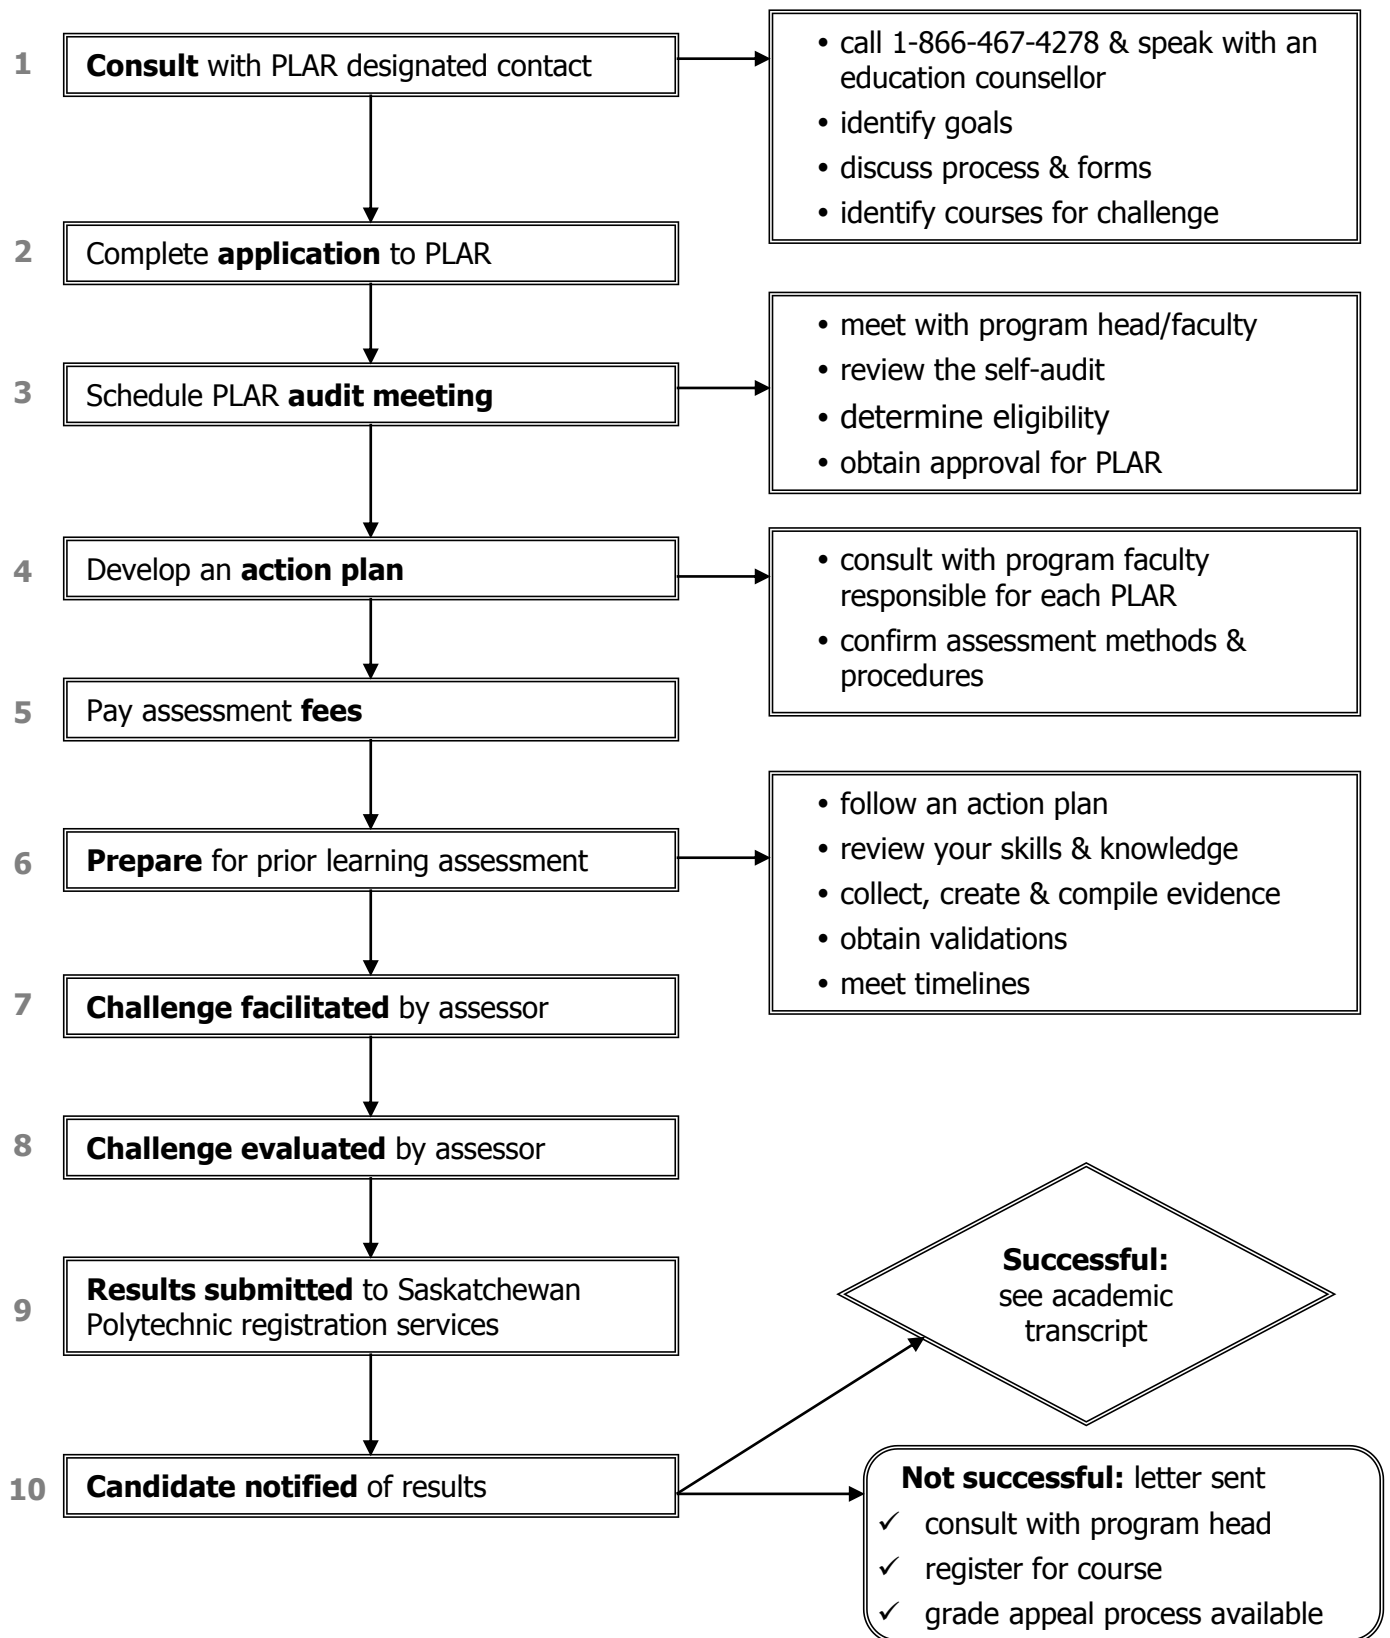 1
Consult with PLAR designated contact
• call 1-866-467-4278 & speak with an
education counsellor
• identify goals
• discuss process & forms
• identify courses for challenge
2
Complete application to PLAR
3
Schedule PLAR audit meeting
• meet with program head/faculty
• review the self-audit
• determine eligibility
• obtain approval for PLAR
4
Develop an action plan
• consult with program faculty
responsible for each PLAR
• confirm assessment methods &
procedures
5
Pay assessment fees
6
Prepare for prior learning assessment
• follow an action plan
• review your skills & knowledge
• collect, create & compile evidence
• obtain validations
• meet timelines
7
Challenge facilitated by assessor
8
Challenge evaluated by assessor
9
Results submitted to Saskatchewan
Polytechnic registration services
10
Candidate notified of results
Successful:
see academic
transcript
Not successful: letter sent
✓ consult with program head
✓ register for course
✓ grade appeal process available